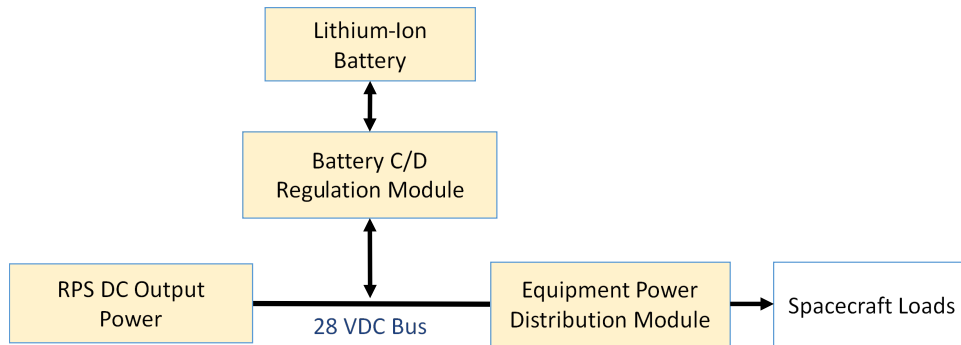 Lithium-Ion
Battery
Battery C/D
Regulation Module
RPS DC Output
Power
28 VDC Bus
Equipment Power
Distribution Module
Spacecraft Loads